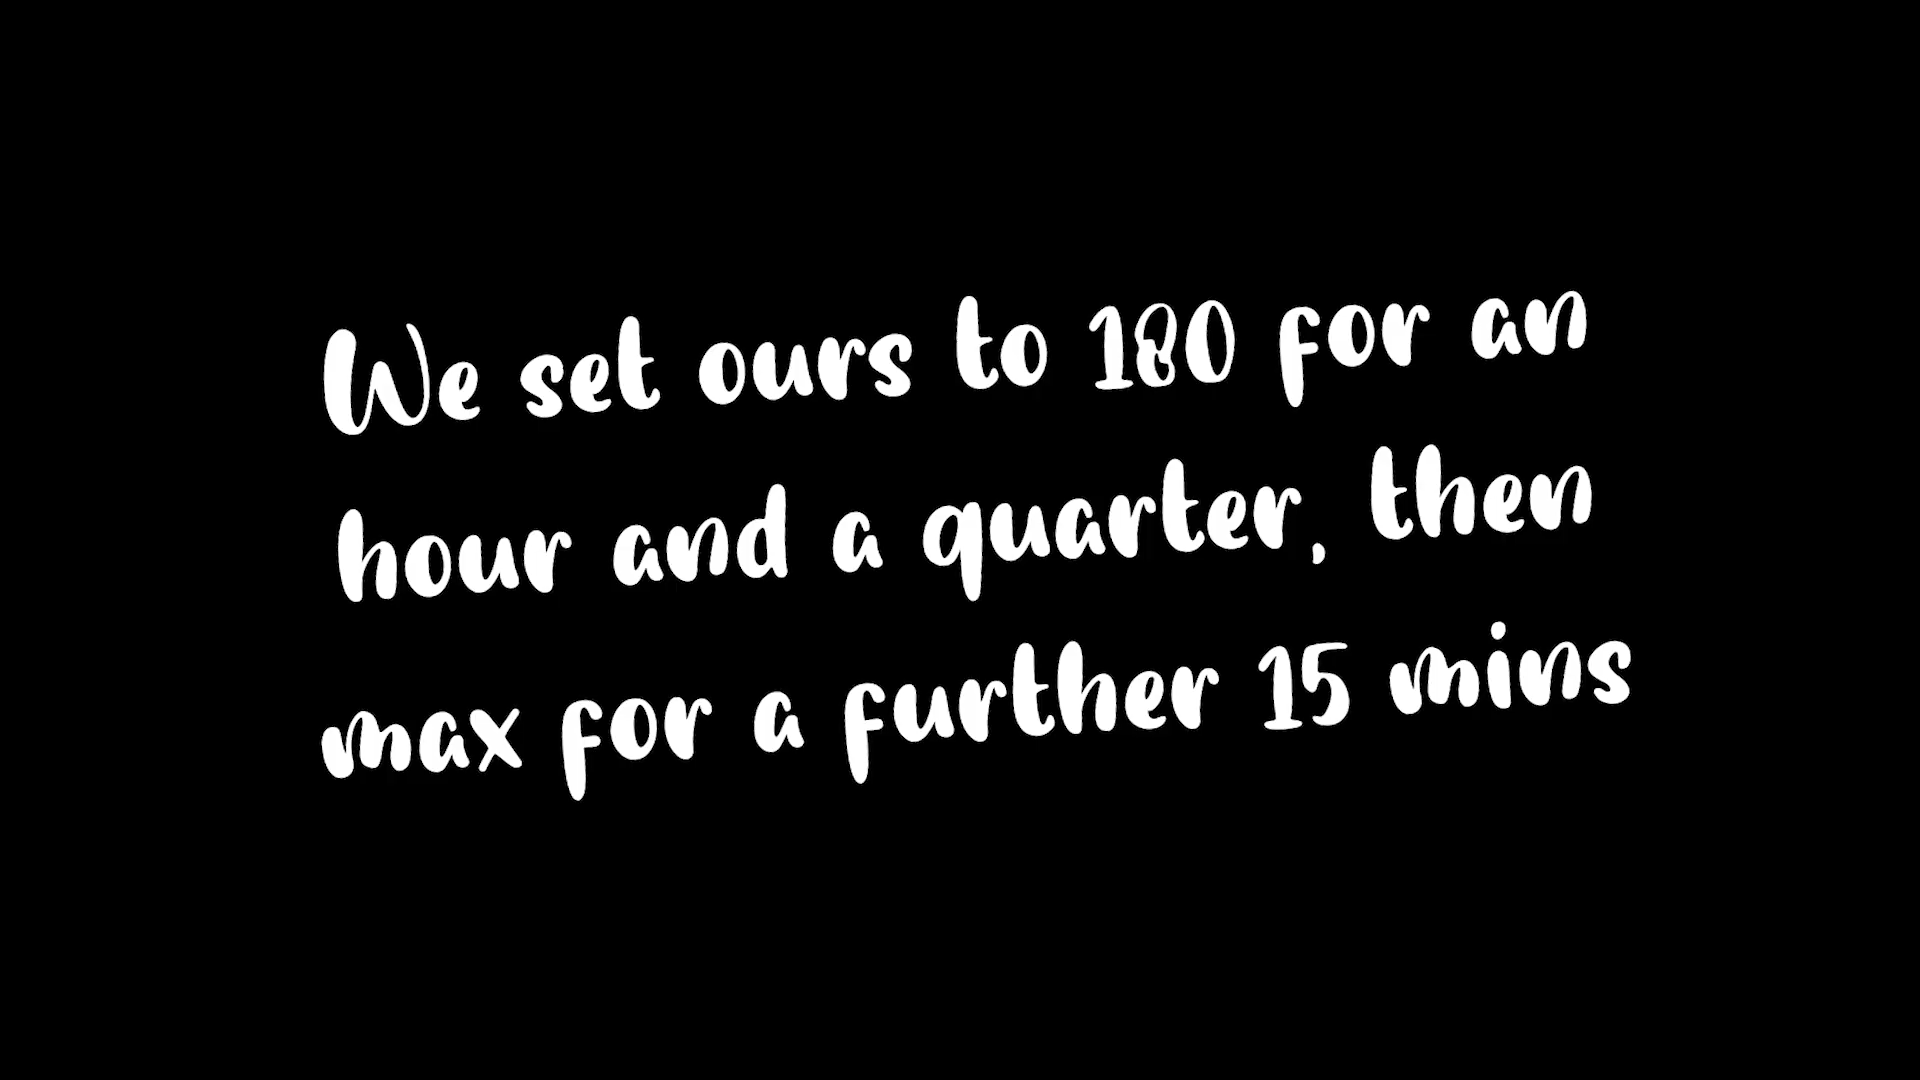 We set ours to 180 for an
hour and a quarter, then
max for a further 15 mins